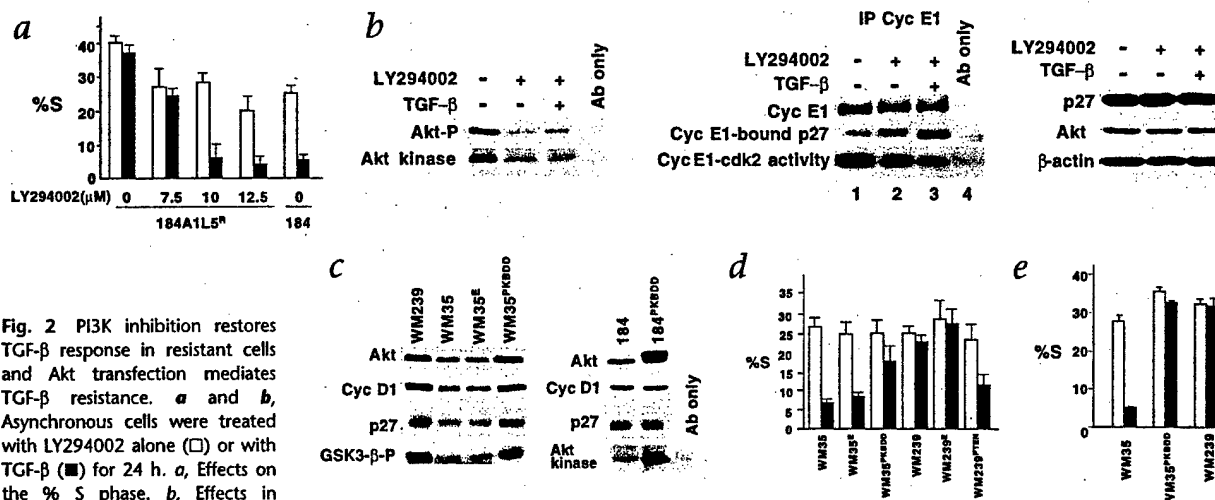 a
40
30
%S
20
10
0
LY294002(μM) 0 7.5 10 12.5 0
184A1L5ᴿ 184
b
LY294002 - + +
TGF-β - - +
Ab only
Akt-P
Akt kinase
IP Cyc E1
LY294002 - + +
TGF-β - - +
Ab only
Cyc E1
Cyc E1-bound p27
Cyc E1-cdk2 activity
1 2 3 4
LY294002 - + +
TGF-β - - +
p27
Akt
β-actin
Fig. 2 PI3K inhibition restores
TGF-β response in resistant cells
and Akt transfection mediates
TGF-β resistance. a and b,
Asynchronous cells were treated
with LY294002 alone (□) or with
TGF-β (■) for 24 h. a, Effects on
the % S phase. b, Effects in
c
WM239 WM35 WM35ᴱ WM35ᴾᴷᴮᴰᴰ
Akt
Cyc D1
p27
GSK3-β-P
184 184ᴾᴷᴮᴰᴰ
Ab only
Akt
Cyc D1
p27
Akt
kinase
d
35
30
25
20
%S
15
10
5
0
WM35 WM35ᴱ WM35ᴾᴷᴮᴰᴰ WM239 WM239ᴱ WM239ᴾᵀᴱᴺ
e
40
30
%S
20
10
0
WM35 WM35ᴾᴷᴮᴰᴰ WM239